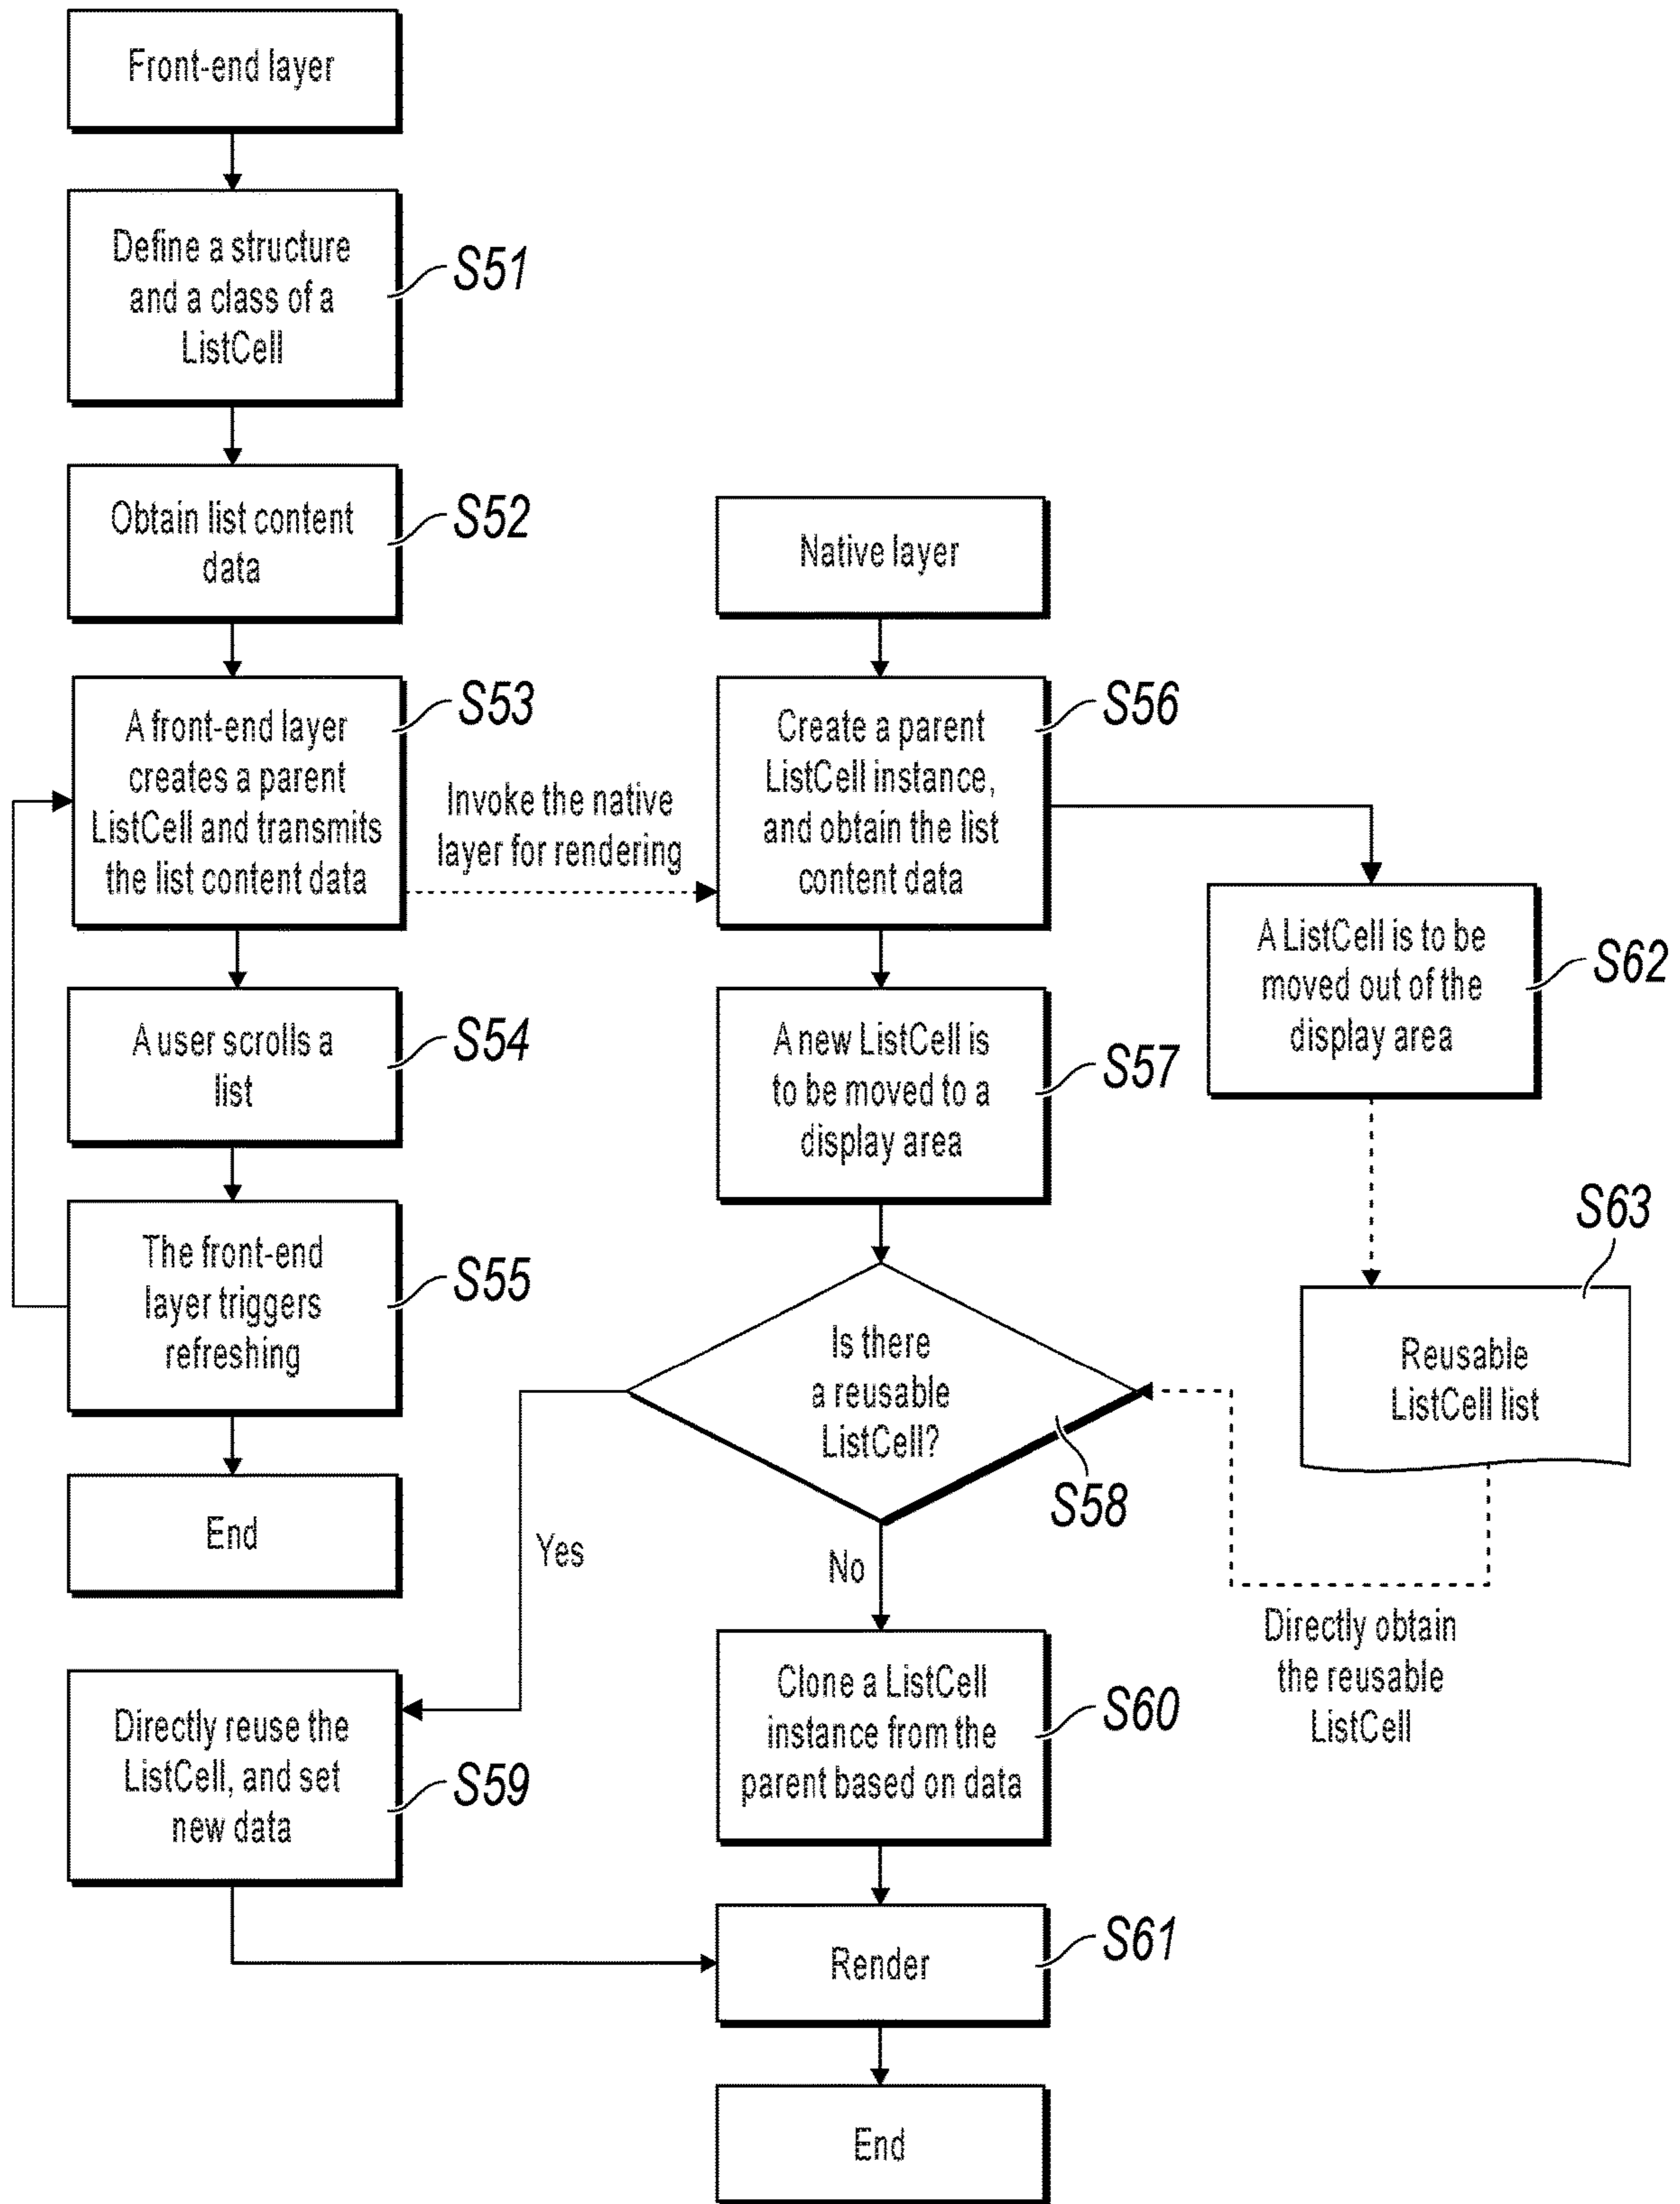 Front-end layer
Define a structure
and a class of a
ListCell
S51
Obtain list content
data
S52
A front-end layer
creates a parent
ListCell and transmits
the list content data
S53
Invoke the native
layer for rendering
A user scrolls a
list
S54
The front-end
layer triggers
refreshing
S55
End
Native layer
Create a parent
ListCell instance,
and obtain the list
content data
S56
A new ListCell is
to be moved to a
display area
S57
Is there
a reusable
ListCell?
S58
Yes
No
Directly reuse the
ListCell, and set
new data
S59
Clone a ListCell
instance from the
parent based on data
S60
Render
S61
End
A ListCell is to be
moved out of the
display area
S62
S63
Reusable
ListCell list
Directly obtain
the reusable
ListCell